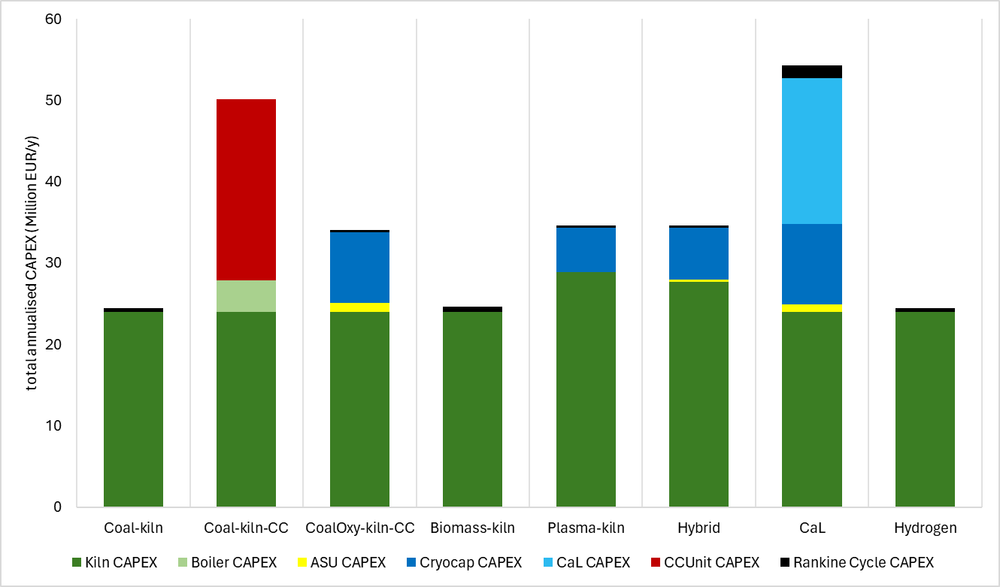 60
50
40
30
20
10
0
total annualised CAPEX (Million EUR/y)
Coal-kiln Coal-kiln-CC CoalOxy-kiln-CC Biomass-kiln Plasma-kiln Hybrid CaL Hydrogen
Kiln CAPEX Boiler CAPEX ASU CAPEX Cryocap CAPEX CaL CAPEX CCUnit CAPEX Rankine Cycle CAPEX